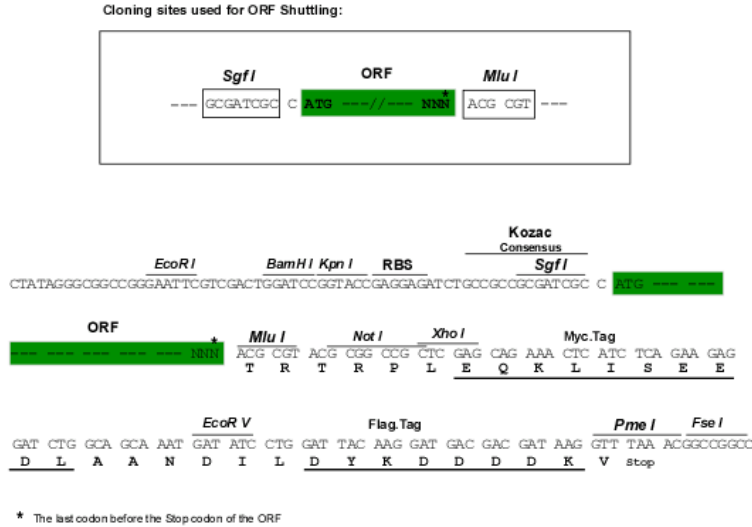 Cloning sites used for ORF Shuttling:
Sgf I ORF Mlu I
--- GCGATCGC C ATG ---//--- NNN* ACG CGT ---
Kozac
Consensus
EcoR I BamH I Kpn I RBS Sgf I
CTATAGGGCGGCCGGGAATTCGTCGACTGGATCCGGTACCGAGGAGATCTGCCGCCGCGATCGC C ATG --- ---
ORF
Mlu I Not I Xho I Myc.Tag
--- --- --- --- --- NNN* ACG CGT ACG CGG CCG CTC GAG CAG AAA CTC ATC TCA GAA GAG
T R T R P L E Q K L I S E E
EcoR V Flag.Tag Pme I Fse I
GAT CTG GCA GCA AAT GAT ATC CTG GAT TAC AAG GAT GAC GAC GAT AAG GTT TAA ACGGCCGGCC
D L A A N D I L D Y K D D D D K V Stop
* The last codon before the Stop codon of the ORF